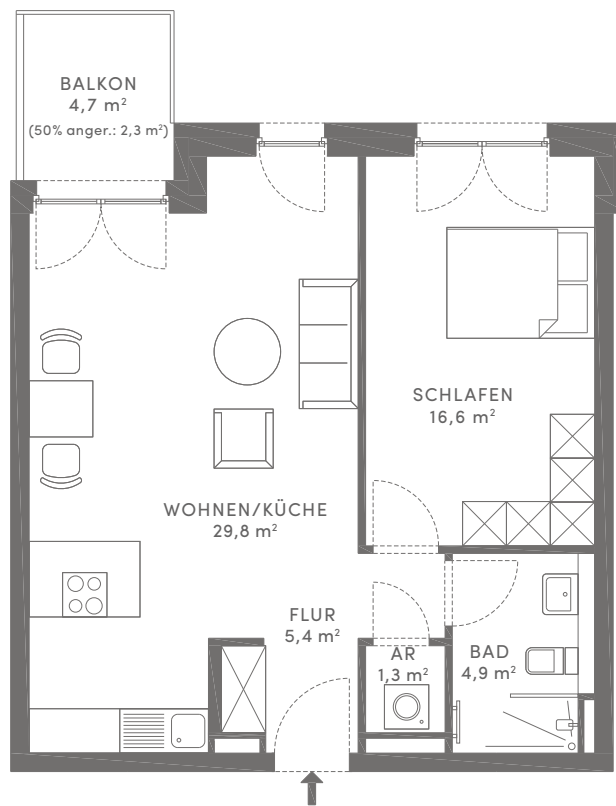 BALKON
4,7 m²
(50% anger.: 2,3 m²)
SCHLAFEN
16,6 m²
WOHNEN/KÜCHE
29,8 m²
FLUR
5,4 m²
AR
1,3 m²
BAD
4,9 m²